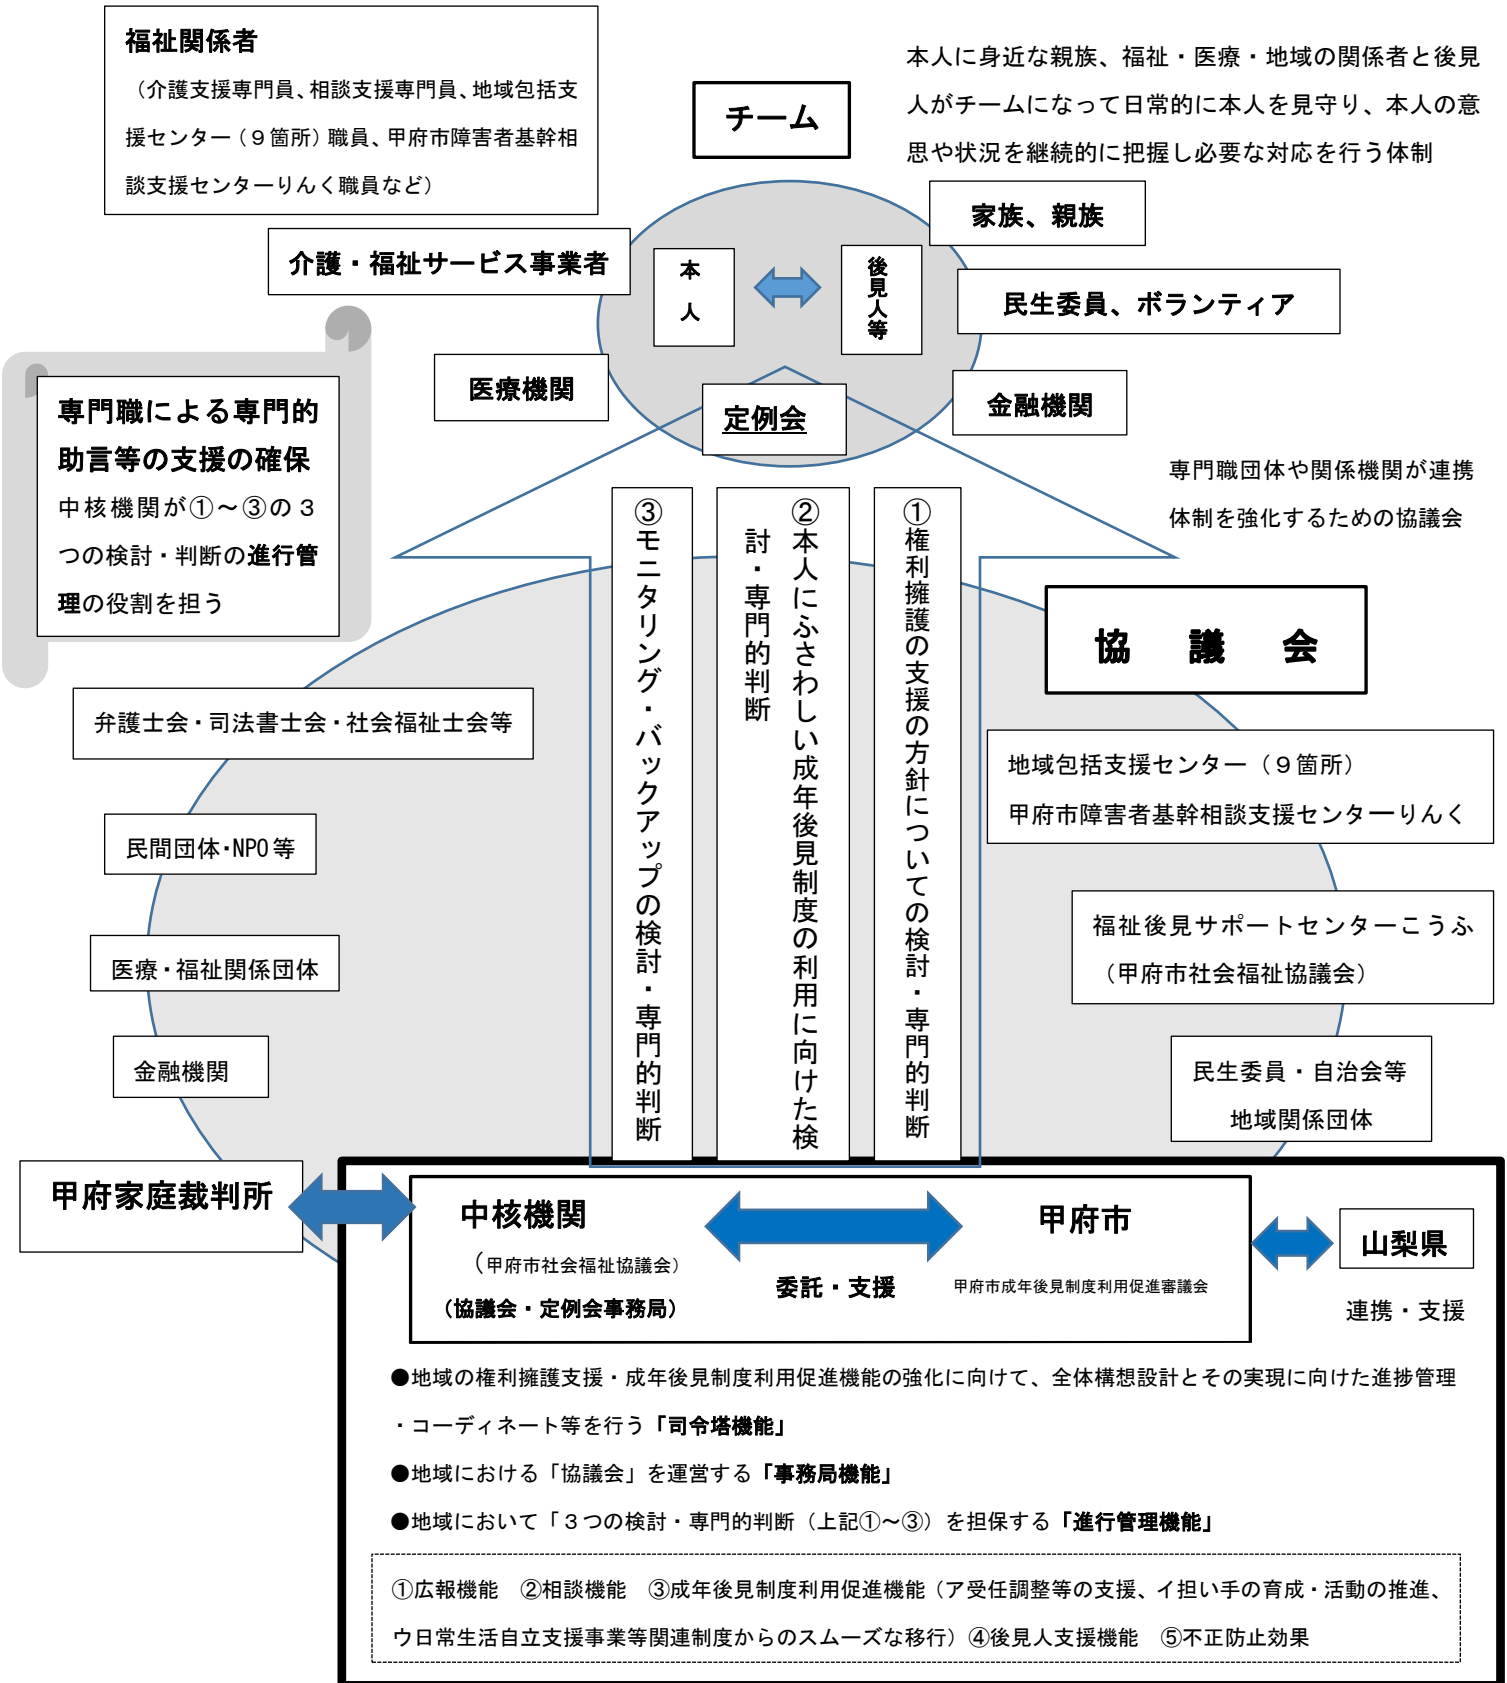 福祉関係者
（介護支援専門員、相談支援専門員、地域包括支
援センター（９箇所）職員、甲府市障害者基幹相
談支援センターりんく職員など）
チーム
本人に身近な親族、福祉・医療・地域の関係者と後見
人がチームになって日常的に本人を見守り、本人の意
思や状況を継続的に把握し必要な対応を行う体制
家族、親族
介護・福祉サービス事業者
本人
後見人等
民生委員、ボランティア
医療機関
定例会
金融機関
専門職による専門的
助言等の支援の確保
中核機関が①～③の３
つの検討・判断の進行管
理の役割を担う
専門職団体や関係機関が連携
体制を強化するための協議会
①権利擁護の支援の方針についての検討・専門的判断
②本人にふさわしい成年後見制度の利用に向けた検
討・専門的判断
③モニタリング・バックアップの検討・専門的判断
協　議　会
弁護士会・司法書士会・社会福祉士会等
地域包括支援センター（９箇所）
甲府市障害者基幹相談支援センターりんく
民間団体・NPO等
福祉後見サポートセンターこうふ
（甲府市社会福祉協議会）
医療・福祉関係団体
金融機関
民生委員・自治会等
地域関係団体
甲府家庭裁判所
中核機関
（甲府市社会福祉協議会）
（協議会・定例会事務局）
委託・支援
甲府市
甲府市成年後見制度利用促進審議会
山梨県
連携・支援
●地域の権利擁護支援・成年後見制度利用促進機能の強化に向けて、全体構想設計とその実現に向けた進捗管理
・コーディネート等を行う「司令塔機能」
●地域における「協議会」を運営する「事務局機能」
●地域において「３つの検討・専門的判断（上記①～③）を担保する「進行管理機能」
①広報機能　②相談機能　③成年後見制度利用促進機能（ア受任調整等の支援、イ担い手の育成・活動の推進、
ウ日常生活自立支援事業等関連制度からのスムーズな移行）④後見人支援機能　⑤不正防止効果